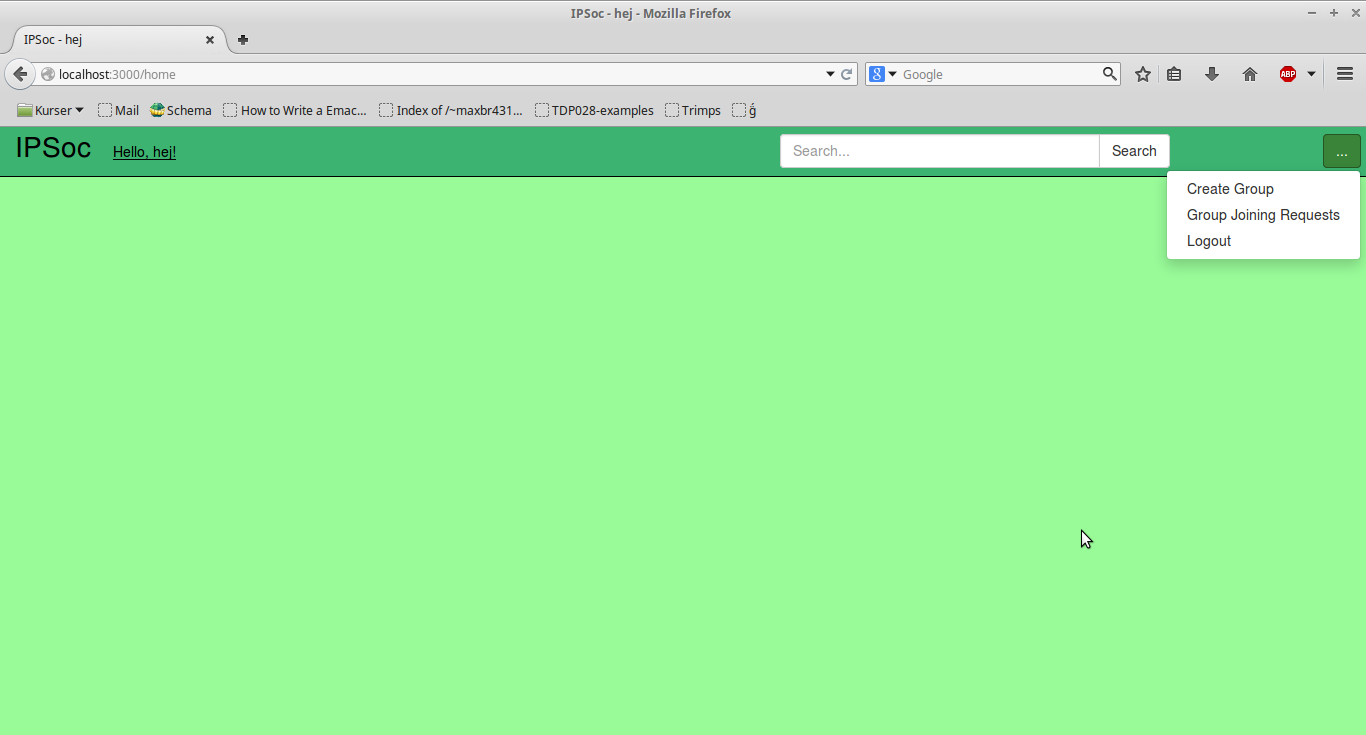 IPSoc - hej - Mozilla Firefox
IPSoc - hej
localhost:3000/home
Google
ABP
Kurser Mail Schema How to Write a Emac... Index of /~maxbr431... TDP028-examples Trimps ǵ
IPSoc Hello, hej! Search... Search ...
Create Group
Group Joining Requests
Logout